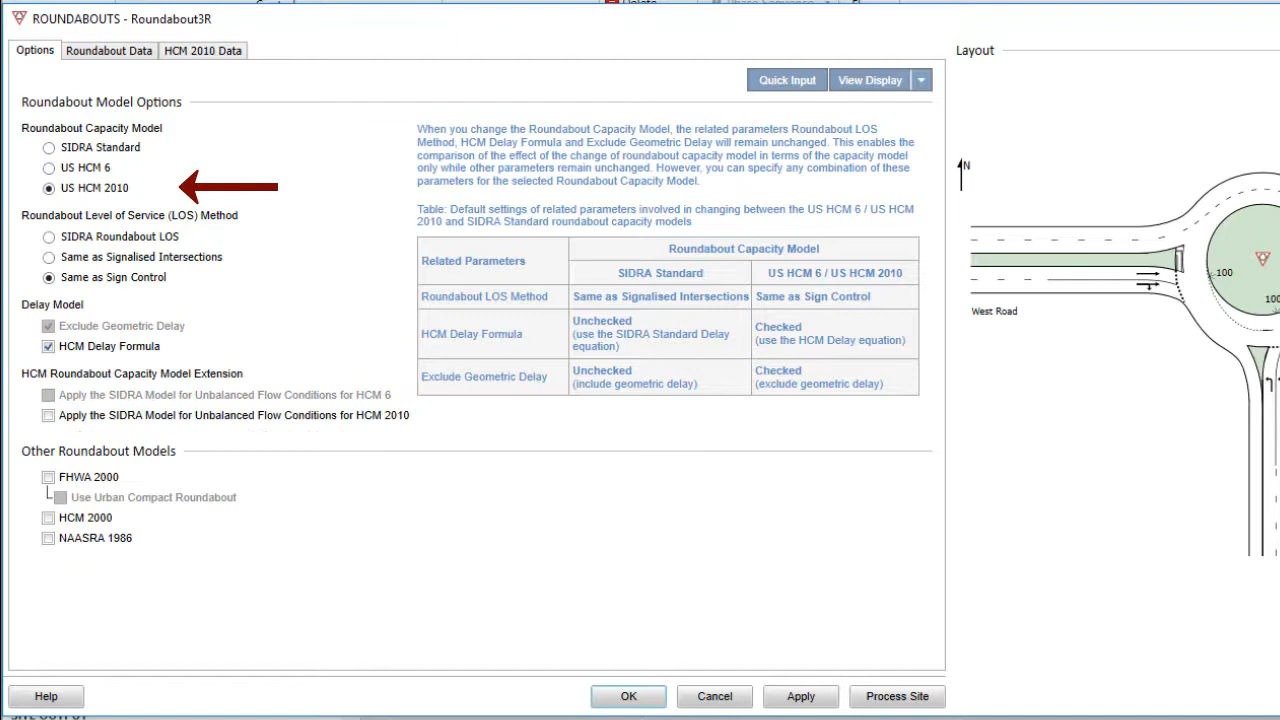 Delete
ROUNDABOUTS - Roundabout3R
Options
Roundabout Data
HCM 2010 Data
Layout
Quick Input
View Display
Roundabout Model Options
Roundabout Capacity Model
SIDRA Standard
US HCM 6
US HCM 2010
Roundabout Level of Service (LOS) Method
SIDRA Roundabout LOS
Same as Signalised Intersections
Same as Sign Control
Delay Model
Exclude Geometric Delay
HCM Delay Formula
HCM Roundabout Capacity Model Extension
Apply the SIDRA Model for Unbalanced Flow Conditions for HCM 6
Apply the SIDRA Model for Unbalanced Flow Conditions for HCM 2010
When you change the Roundabout Capacity Model, the related parameters Roundabout LOS
Method, HCM Delay Formula and Exclude Geometric Delay will remain unchanged. This enables the
comparison of the effect of the change of roundabout capacity model in terms of the capacity model
only while other parameters remain unchanged. However, you can specify any combination of these
parameters for the selected Roundabout Capacity Model.
Table: Default settings of related parameters involved in changing between the US HCM 6 / US HCM
2010 and SIDRA Standard roundabout capacity models
Related Parameters
Roundabout Capacity Model
SIDRA Standard
US HCM 6 / US HCM 2010
Roundabout LOS Method
Same as Signalised Intersections
Same as Sign Control
HCM Delay Formula
Unchecked
(use the SIDRA Standard Delay
equation)
Checked
(use the HCM Delay equation)
Exclude Geometric Delay
Unchecked
(include geometric delay)
Checked
(exclude geometric delay)
Other Roundabout Models
FHWA 2000
Use Urban Compact Roundabout
HCM 2000
NAASRA 1986
N
100
100
West Road
Help
OK
Cancel
Apply
Process Site
SITE OUTPUT